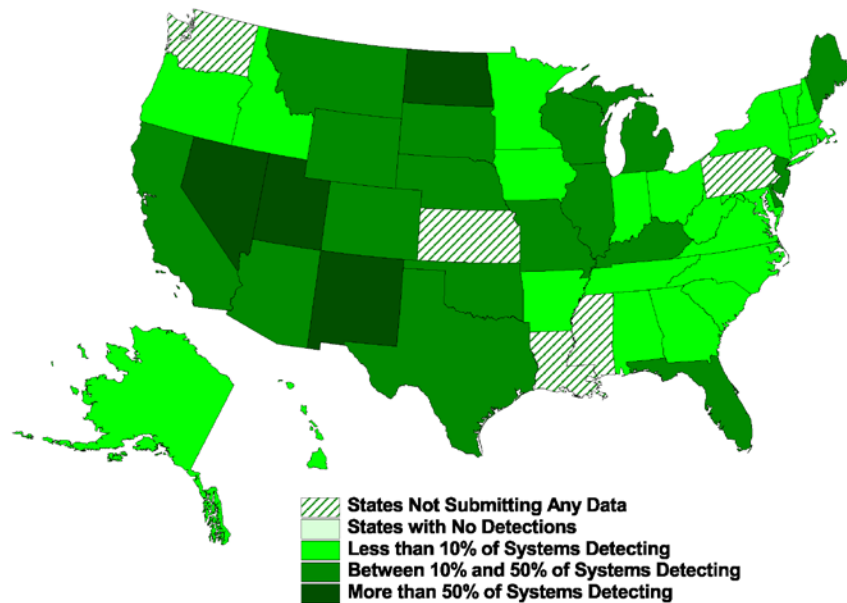 States Not Submitting Any Data
States with No Detections
Less than 10% of Systems Detecting
Between 10% and 50% of Systems Detecting
More than 50% of Systems Detecting